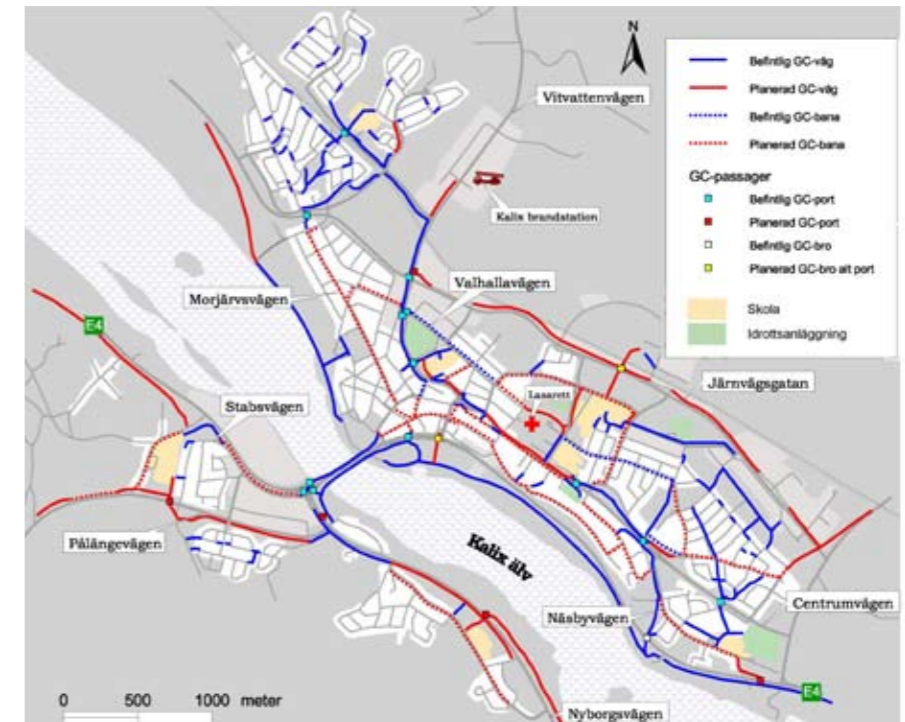 N
Befintlig GC-väg
Planerad GC-väg
Befintlig GC-bana
Planerad GC-bana
GC-passager
Befintlig GC-port
Planerad GC-port
Befintlig GC-bro
Planerad GC-bro alt port
Skola
Idrottsanläggning
Vitvattenvägen
Kalix brandstation
Valhallavägen
Morjärvsvägen
E4
Järnvägsgatan
Lasarett
Stabsvägen
Pålängevägen
Kalix älv
Centrumvägen
Näsbyvägen
E4
Nyborgsvägen
0 500 1000 meter